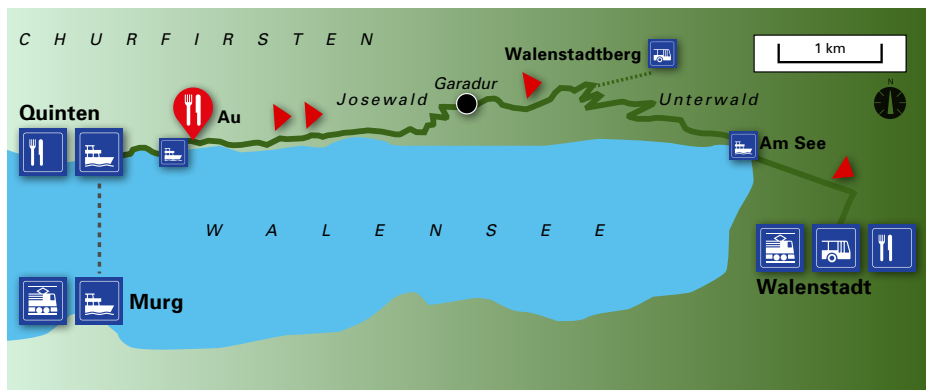 C H U R F I R S T E N
Walenstadtberg
1 km
N
Garadur
Quinten
Au
Josewald
Unterwald
Am See
W A L E N S E E
Murg
Walenstadt